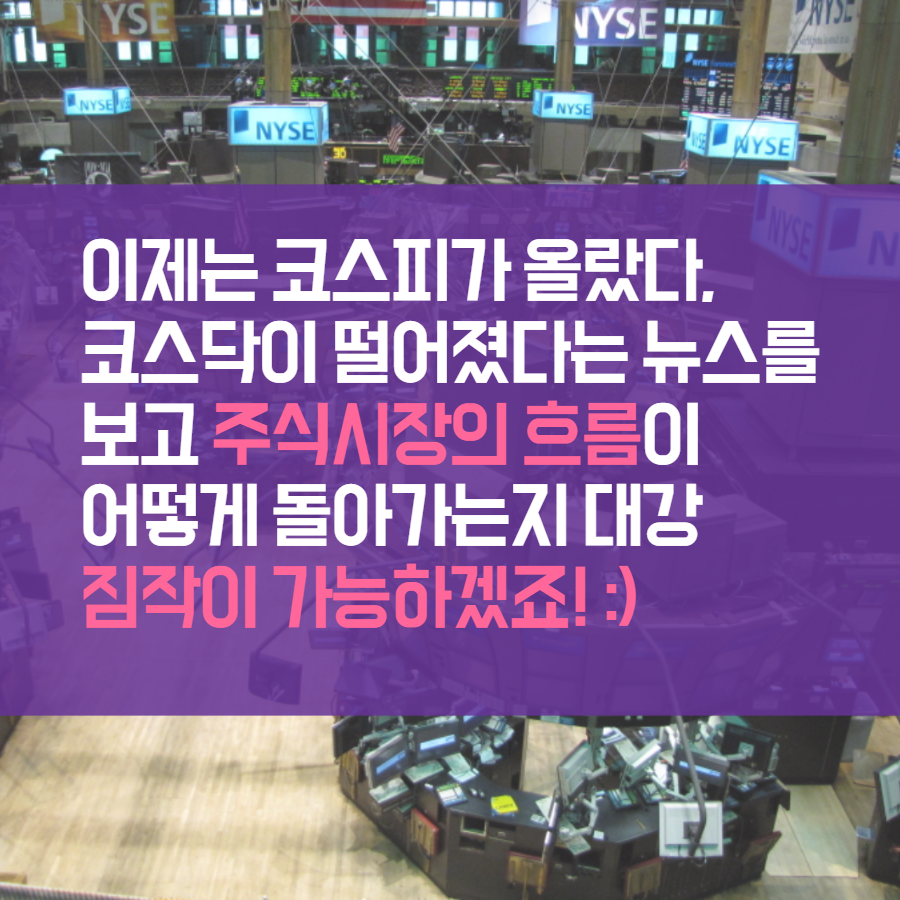 NYSE
NYSE
NYSE
NYSE
NYSE
NYSE
NYSE
NYSE
이제는 코스피가 올랐다,
코스닥이 떨어졌다는 뉴스를
보고 주식시장의 흐름이
어떻게 돌아가는지 대강
짐작이 가능하겠죠! :)